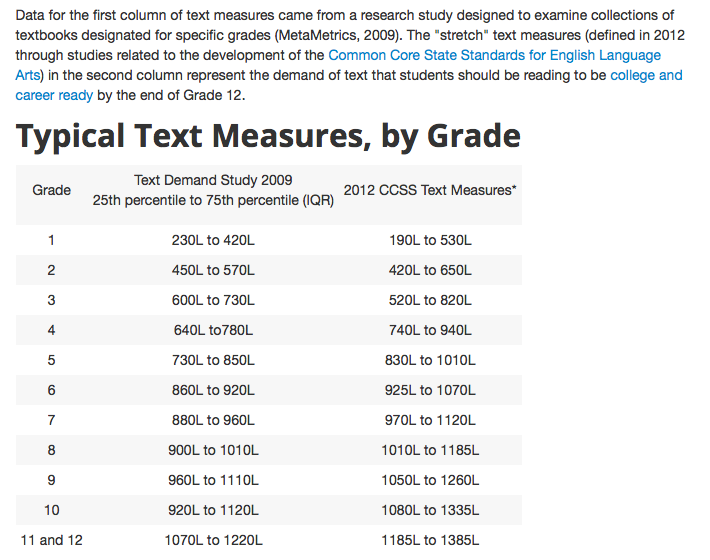 Data for the first column of text measures came from a research study designed to examine collections of
textbooks designated for specific grades (MetaMetrics, 2009). The "stretch" text measures (defined in 2012
through studies related to the development of the Common Core State Standards for English Language
Arts) in the second column represent the demand of text that students should be reading to be college and
career ready by the end of Grade 12.
Typical Text Measures, by Grade
Grade Text Demand Study 2009 25th percentile to 75th percentile (IQR) 2012 CCSS Text Measures*
1 230L to 420L 190L to 530L
2 450L to 570L 420L to 650L
3 600L to 730L 520L to 820L
4 640L to780L 740L to 940L
5 730L to 850L 830L to 1010L
6 860L to 920L 925L to 1070L
7 880L to 960L 970L to 1120L
8 900L to 1010L 1010L to 1185L
9 960L to 1110L 1050L to 1260L
10 920L to 1120L 1080L to 1335L
11 and 12 1070L to 1220L 1185L to 1385L